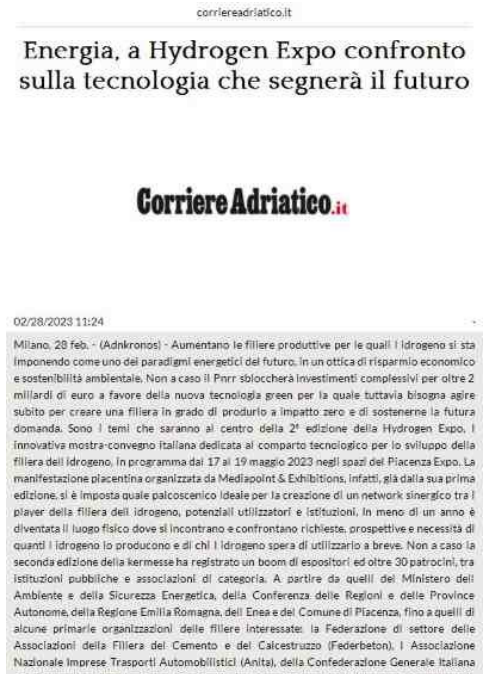 corriereadriatico.it
Energia, a Hydrogen Expo confronto
sulla tecnologia che segnerà il futuro
Corriere Adriatico.it
02/28/2023 11:24
-
Milano, 28 feb. - (Adnkronos) - Aumentano le filiere produttive per le quali l idrogeno si sta
imponendo come uno dei paradigmi energetici del futuro, in un ottica di risparmio economico
e sostenibilità ambientale. Non a caso il Pnrr sbloccherà investimenti complessivi per oltre 2
miliardi di euro a favore della nuova tecnologia green per la quale tuttavia bisogna agire
subito per creare una filiera in grado di produrlo a impatto zero e di sostenerne la futura
domanda. Sono i temi che saranno al centro della 2ª edizione della Hydrogen Expo, l
innovativa mostra-convegno italiana dedicata al comparto tecnologico per lo sviluppo della
filiera dell idrogeno, in programma dal 17 al 19 maggio 2023 negli spazi del Piacenza Expo. La
manifestazione piacentina organizzata da Mediapoint & Exhibitions, infatti, già dalla sua prima
edizione, si è imposta quale palcoscenico ideale per la creazione di un network sinergico tra i
player della filiera dell idrogeno, potenziali utilizzatori e istituzioni. In meno di un anno è
diventata il luogo fisico dove si incontrano e confrontano richieste, prospettive e necessità di
quanti l idrogeno lo producono e di chi l idrogeno spera di utilizzarlo a breve. Non a caso la
seconda edizione della kermesse ha registrato un boom di espositori ed oltre 30 patrocini, tra
istituzioni pubbliche e associazioni di categoria. A partire da quelli del Ministero dell
Ambiente e della Sicurezza Energetica, della Conferenza delle Regioni e delle Province
Autonome, della Regione Emilia Romagna, dell Enea e del Comune di Piacenza, fino a quelli di
alcune primarie organizzazioni delle filiere interessate: la Federazione di settore delle
Associazioni della Filiera del Cemento e del Calcestruzzo (Federbeton), l Associazione
Nazionale Imprese Trasporti Automobilistici (Anita), della Confederazione Generale Italiana